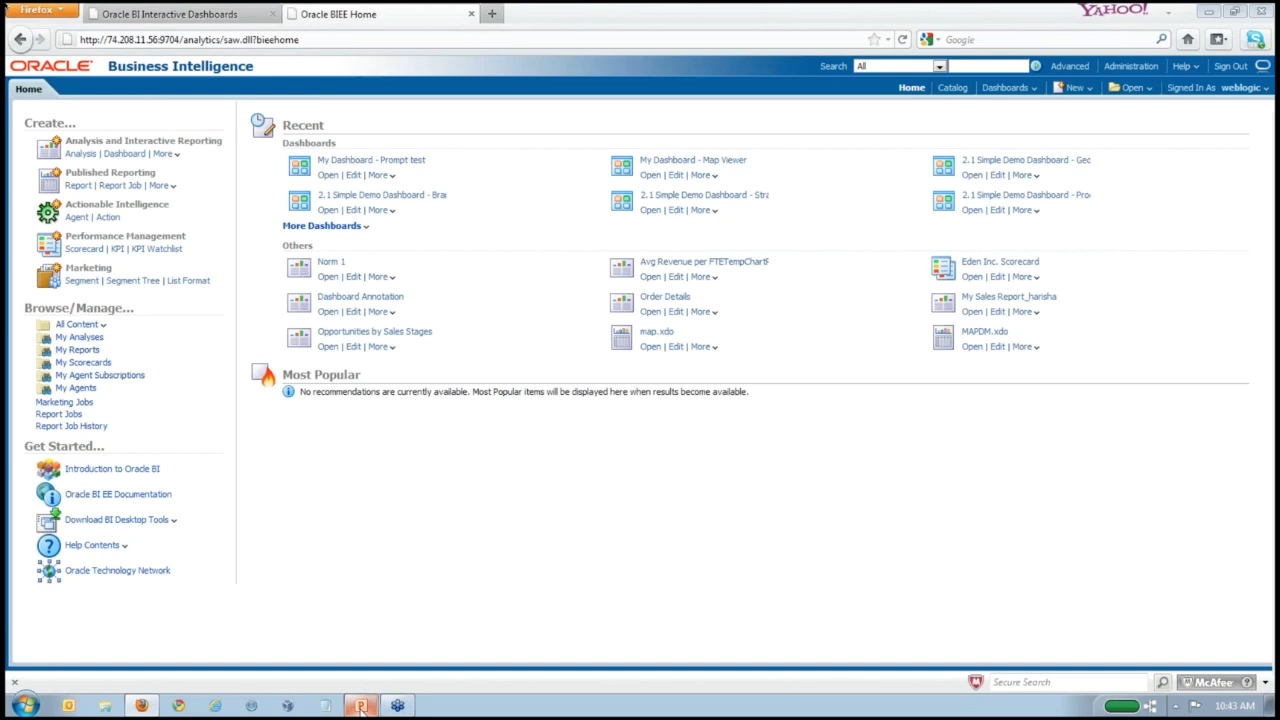 Firefox
Oracle BI Interactive Dashboards
Oracle BIEE Home
YAHOO!
http://74.208.11.56:9704/analytics/saw.dll?bieehome
Google
ORACLE Business Intelligence
Search All Advanced Administration Help Sign Out
Home
Home Catalog Dashboards New Open Signed In As weblogic
Create...
Analysis and Interactive Reporting
Analysis | Dashboard | More
Published Reporting
Report | Report Job | More
Actionable Intelligence
Agent | Action
Performance Management
Scorecard | KPI | KPI Watchlist
Marketing
Segment | Segment Tree | List Format
Browse/Manage...
All Content
My Analyses
My Reports
My Scorecards
My Agent Subscriptions
My Agents
Marketing Jobs
Report Jobs
Report Job History
Get Started...
Introduction to Oracle BI
Oracle BI EE Documentation
Download BI Desktop Tools
Help Contents
Oracle Technology Network
Recent
Dashboards
My Dashboard - Prompt test
Open | Edit | More
My Dashboard - Map Viewer
Open | Edit | More
2.1 Simple Demo Dashboard - Geo
Open | Edit | More
2.1 Simple Demo Dashboard - Bra
Open | Edit | More
2.1 Simple Demo Dashboard - Stra
Open | Edit | More
2.1 Simple Demo Dashboard - Pro
Open | Edit | More
More Dashboards
Others
Norm 1
Open | Edit | More
Avg Revenue per FTETempChartF
Open | Edit | More
Eden Inc. Scorecard
Open | Edit | More
Dashboard Annotation
Open | Edit | More
Order Details
Open | Edit | More
My Sales Report_harisha
Open | Edit | More
Opportunities by Sales Stages
Open | Edit | More
map.xdo
Open | Edit | More
MAPDM.xdo
Open | Edit | More
Most Popular
No recommendations are currently available. Most Popular items will be displayed here when results become available.
Secure Search
McAfee
10:43 AM